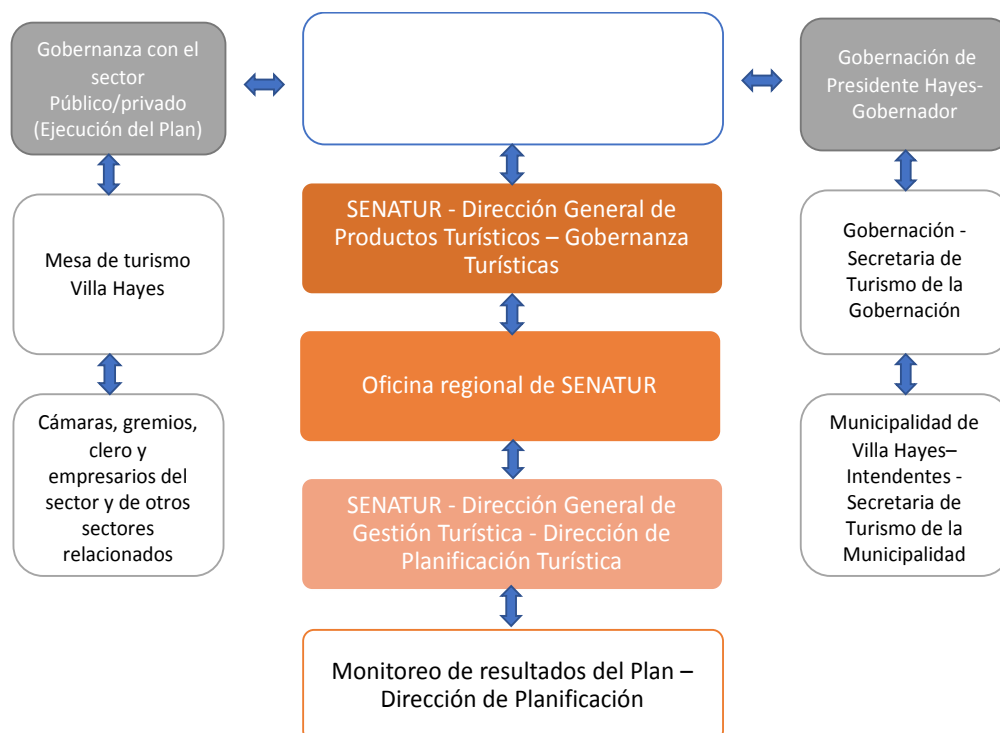 Gobernanza con el
sector
Público/privado
(Ejecución del Plan)
Gobernación de
Presidente Hayes-
Gobernador
SENATUR - Dirección General de
Productos Turísticos – Gobernanza
Turísticas
Mesa de turismo
Villa Hayes
Gobernación -
Secretaria de
Turismo de la
Gobernación
Oficina regional de SENATUR
Cámaras, gremios,
clero y
empresarios del
sector y de otros
sectores
relacionados
SENATUR - Dirección General de
Gestión Turística - Dirección de
Planificación Turística
Municipalidad de
Villa Hayes–
Intendentes -
Secretaria de
Turismo de la
Municipalidad
Monitoreo de resultados del Plan –
Dirección de Planificación